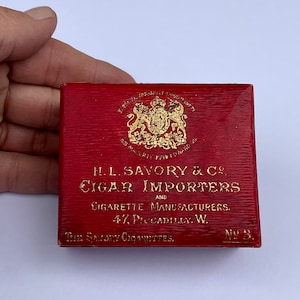 H. L. SAVORY & Co.
CIGAR IMPORTERS
AND
CIGARETTE MANUFACTURERS.
47, PICCADILLY. W.
THE SAVORY CIGARETTES. No 3.